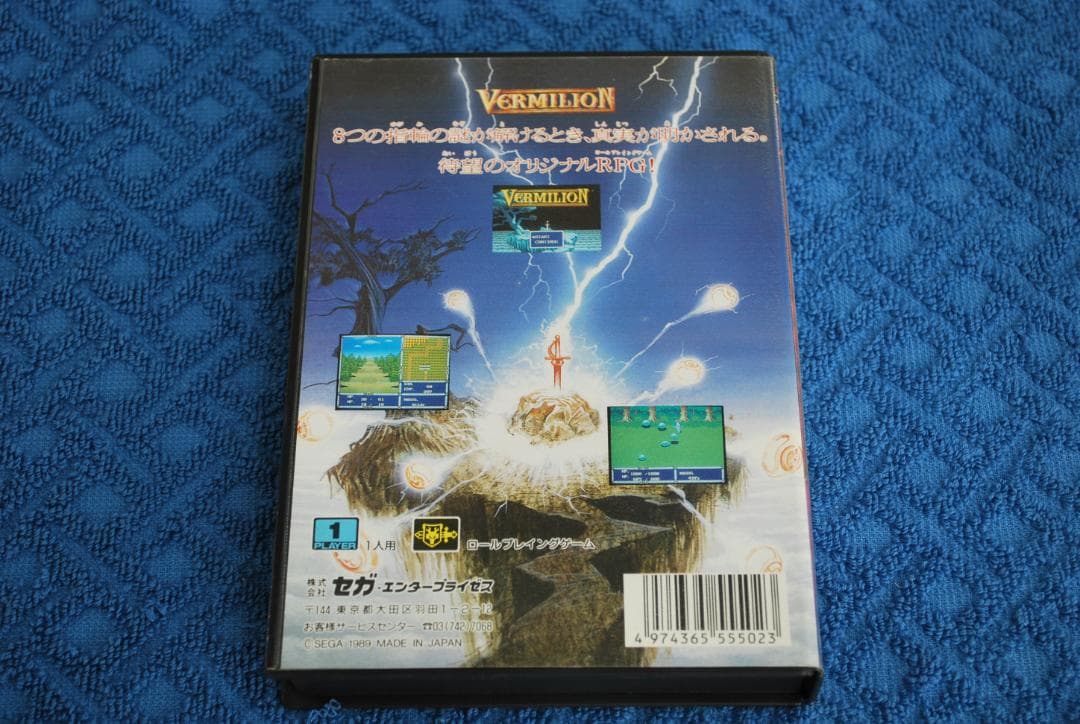 VERMILION
8つの指輪の謎が解けるとき、真実が明かされる。
待望のオリジナルRPG!
VERMILION
START
CONTINUE
1
PLAYER
1人用
ロールプレイングゲーム
株式会社 セガ・エンタープライゼス
〒144 東京都大田区羽田1-2-12
お客様サービスセンター ☎03(742)7068
©SEGA 1989 MADE IN JAPAN
4 974365 555023